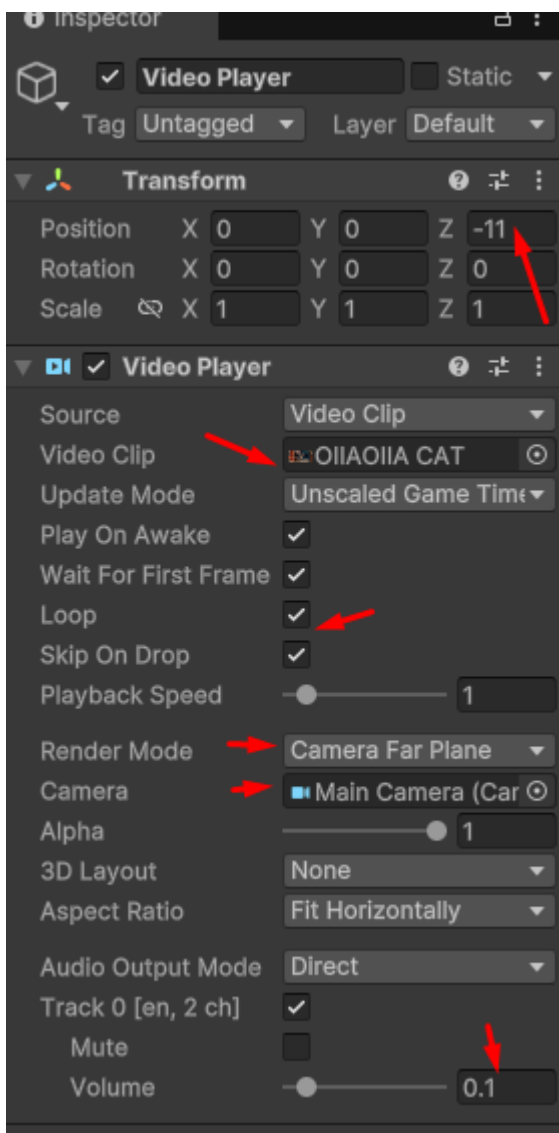 Inspector
Video Player Static
Tag Untagged Layer Default
Transform
Position X 0 Y 0 Z -11
Rotation X 0 Y 0 Z 0
Scale X 1 Y 1 Z 1
Video Player
Source Video Clip
Video Clip OIIAOIIA CAT
Update Mode Unscaled Game Time
Play On Awake
Wait For First Frame
Loop
Skip On Drop
Playback Speed 1
Render Mode Camera Far Plane
Camera Main Camera (Car
Alpha 1
3D Layout None
Aspect Ratio Fit Horizontally
Audio Output Mode Direct
Track 0 [en, 2 ch]
Mute
Volume 0.1